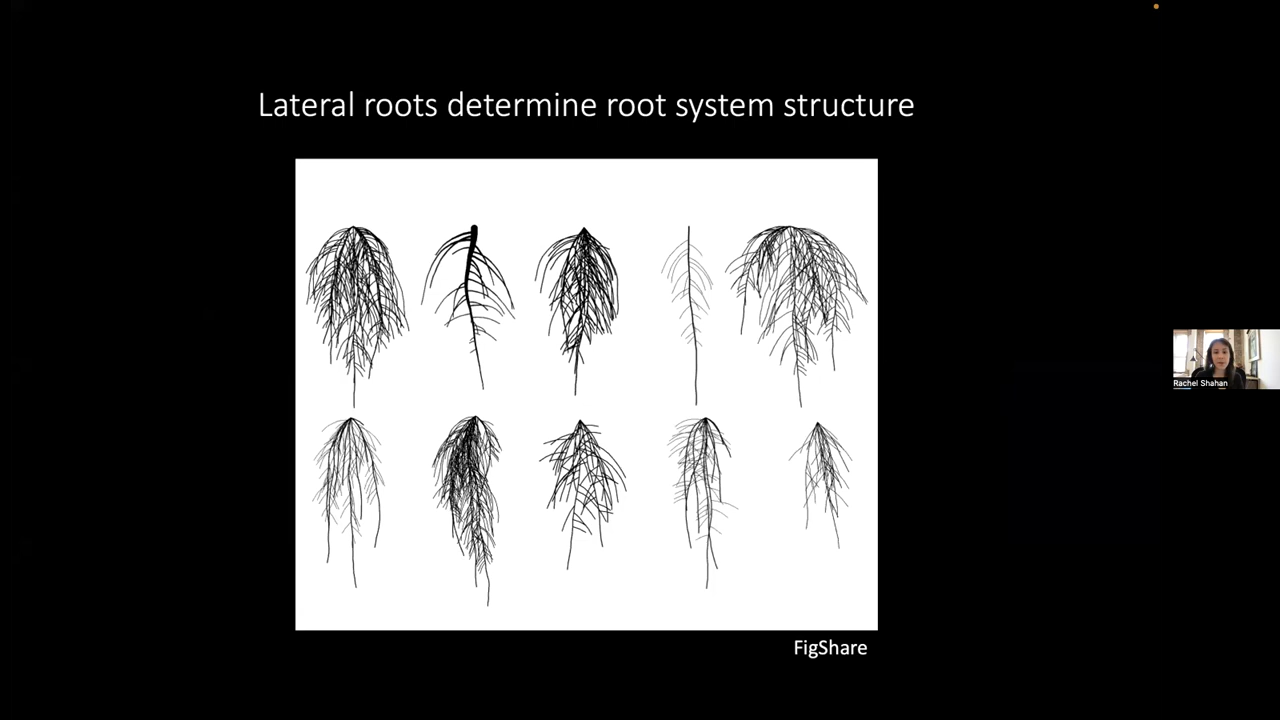 Lateral roots determine root system structure
Rachel Shahan
FigShare